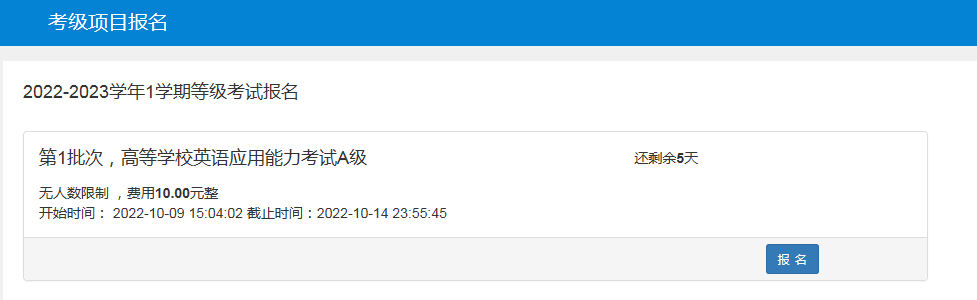 考级项目报名
2022-2023学年1学期等级考试报名
第1批次，高等学校英语应用能力考试A级
还剩余5天
无人数限制 ，费用10.00元整
开始时间： 2022-10-09 15:04:02 截止时间：2022-10-14 23:55:45
报 名